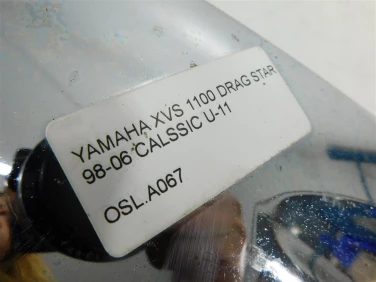 YAMAHA XVS 1100 DRAG STAR
98-06 CALSSIC U-11
OSL.A067